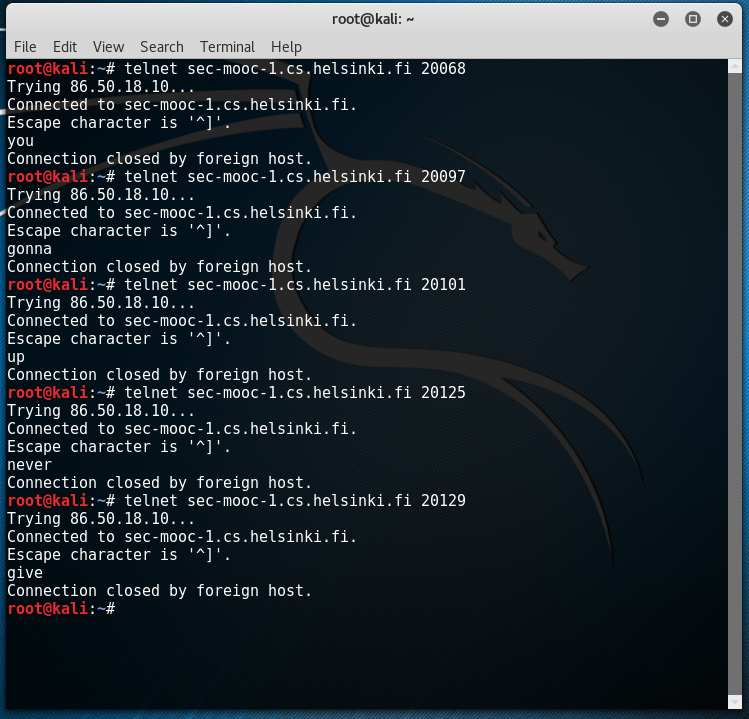 root@kali: ~
File Edit View Search Terminal Help
root@kali:~# telnet sec-mooc-1.cs.helsinki.fi 20068
Trying 86.50.18.10...
Connected to sec-mooc-1.cs.helsinki.fi.
Escape character is '^]'.
you
Connection closed by foreign host.
root@kali:~# telnet sec-mooc-1.cs.helsinki.fi 20097
Trying 86.50.18.10...
Connected to sec-mooc-1.cs.helsinki.fi.
Escape character is '^]'.
gonna
Connection closed by foreign host.
root@kali:~# telnet sec-mooc-1.cs.helsinki.fi 20101
Trying 86.50.18.10...
Connected to sec-mooc-1.cs.helsinki.fi.
Escape character is '^]'.
up
Connection closed by foreign host.
root@kali:~# telnet sec-mooc-1.cs.helsinki.fi 20125
Trying 86.50.18.10...
Connected to sec-mooc-1.cs.helsinki.fi.
Escape character is '^]'.
never
Connection closed by foreign host.
root@kali:~# telnet sec-mooc-1.cs.helsinki.fi 20129
Trying 86.50.18.10...
Connected to sec-mooc-1.cs.helsinki.fi.
Escape character is '^]'.
give
Connection closed by foreign host.
root@kali:~#